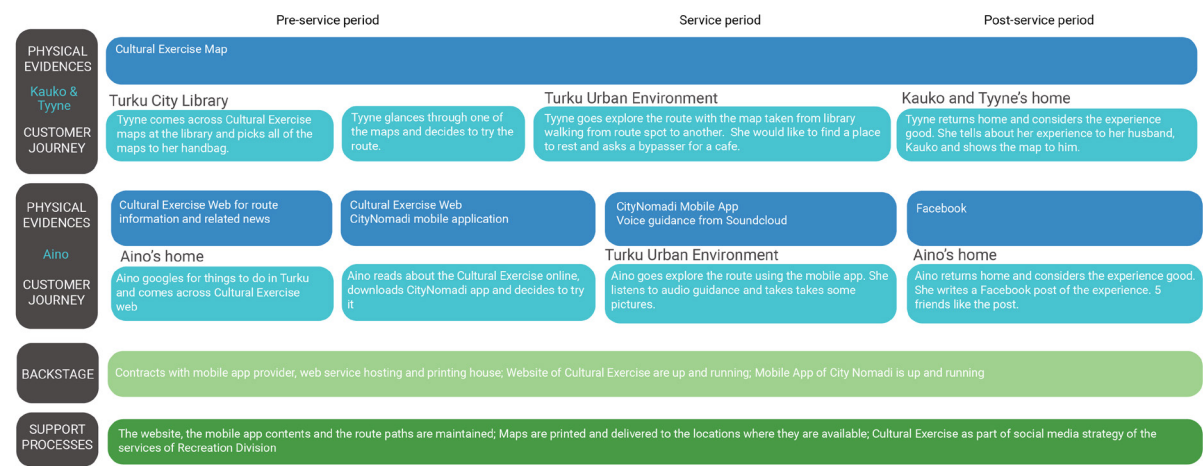 Pre-service period
Service period
Post-service period
PHYSICAL
EVIDENCES
Kauko &
Tyyne
CUSTOMER
JOURNEY
Cultural Exercise Map
Turku City Library
Tyyne comes across Cultural Exercise
maps at the library and picks all of the
maps to her handbag.
Tyyne glances through one
of the maps and decides to try the
route.
Turku Urban Environment
Tyyne goes explore the route with the map taken from library
walking from route spot to another. She would like to find a place
to rest and asks a bypasser for a cafe.
Kauko and Tyyne's home
Tyyne returns home and considers the experience
good. She tells about her experience to her husband,
Kauko and shows the map to him.
PHYSICAL
EVIDENCES
Aino
CUSTOMER
JOURNEY
Cultural Exercise Web for route
information and related news
Cultural Exercise Web
CityNomadi mobile application
CityNomadi Mobile App
Voice guidance from Soundcloud
Facebook
Aino's home
Aino googles for things to do in Turku
and comes across Cultural Exercise
web
Aino reads about the Cultural Exercise online,
downloads CityNomadi app and decides to try
it
Turku Urban Environment
Aino goes explore the route using the mobile app. She
listens to audio guidance and takes takes some
pictures.
Aino's home
Aino returns home and considers the experience good.
She writes a Facebook post of the experience. 5
friends like the post.
BACKSTAGE
Contracts with mobile app provider, web service hosting and printing house; Website of Cultural Exercise are up and running; Mobile App of City Nomadi is up and running
SUPPORT
PROCESSES
The website, the mobile app contents and the route paths are maintained; Maps are printed and delivered to the locations where they are available; Cultural Exercise as part of social media strategy of the
services of Recreation Division